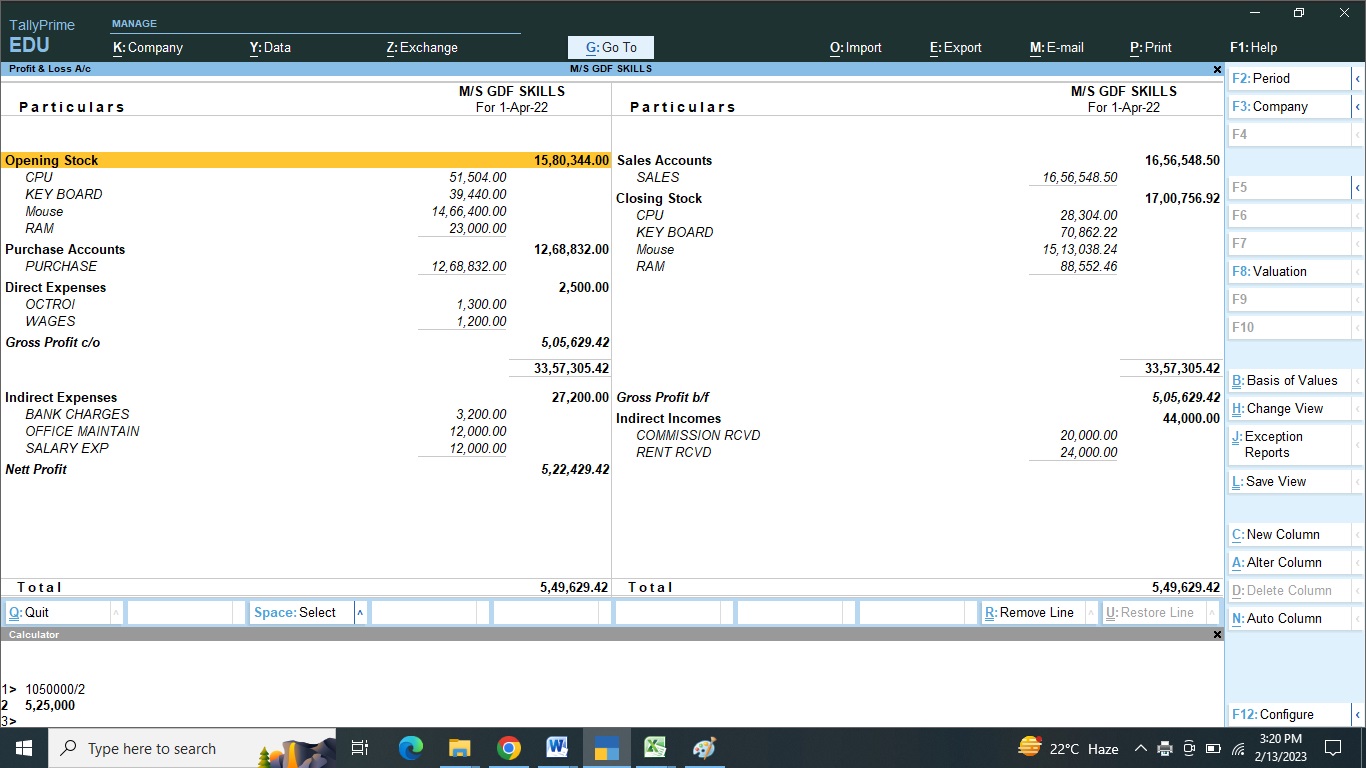 TallyPrime
EDU
MANAGE
K: Company Y: Data Z: Exchange G: Go To O: Import E: Export M: E-mail P: Print F1: Help
Profit & Loss A/c M/S GDF SKILLS
Particulars M/S GDF SKILLS For 1-Apr-22 Particulars M/S GDF SKILLS For 1-Apr-22
Opening Stock 15,80,344.00 Sales Accounts 16,56,548.50
CPU 51,504.00 SALES 16,56,548.50
KEY BOARD 39,440.00 Closing Stock 17,00,756.92
Mouse 14,66,400.00 CPU 28,304.00
RAM 23,000.00 KEY BOARD 70,862.22
Purchase Accounts 12,68,832.00 Mouse 15,13,038.24
PURCHASE 12,68,832.00 RAM 88,552.46
Direct Expenses 2,500.00
OCTROI 1,300.00
WAGES 1,200.00
Gross Profit c/o 5,05,629.42
33,57,305.42 33,57,305.42
Indirect Expenses 27,200.00 Gross Profit b/f 5,05,629.42
BANK CHARGES 3,200.00 Indirect Incomes 44,000.00
OFFICE MAINTAIN 12,000.00 COMMISSION RCVD 20,000.00
SALARY EXP 12,000.00 RENT RCVD 24,000.00
Nett Profit 5,22,429.42
Total 5,49,629.42 Total 5,49,629.42
Q: Quit Space: Select R: Remove Line U: Restore Line
Calculator
1> 1050000/2
2 5,25,000
3>
F2: Period
F3: Company
F4
F5
F6
F7
F8: Valuation
F9
F10
B: Basis of Values
H: Change View
J: Exception
Reports
L: Save View
C: New Column
A: Alter Column
D: Delete Column
N: Auto Column
F12: Configure
Type here to search 22°C Haze 3:20 PM
2/13/2023